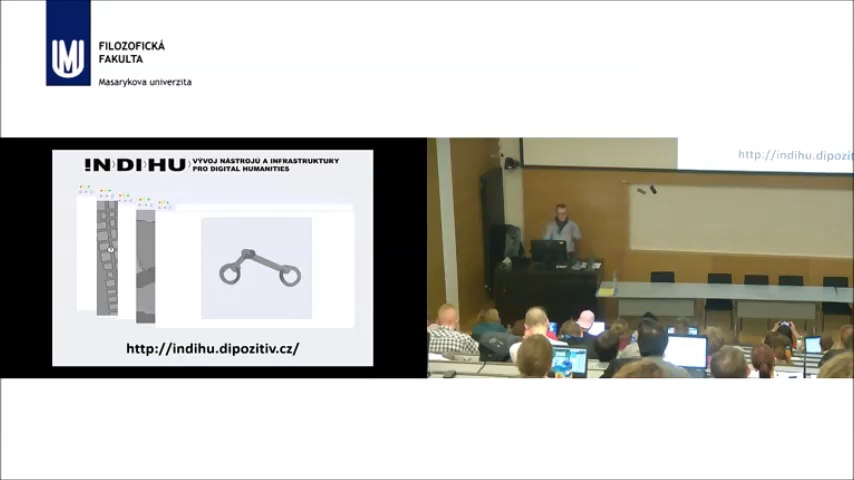 FILOZOFICKÁ
FAKULTA
Masarykova univerzita
!N DI HU VÝVOJ NÁSTROJŮ A INFRASTRUKTURY
PRO DIGITAL HUMANITIES
http://indihu.dipozitiv.cz/
http://indihu.dipozit